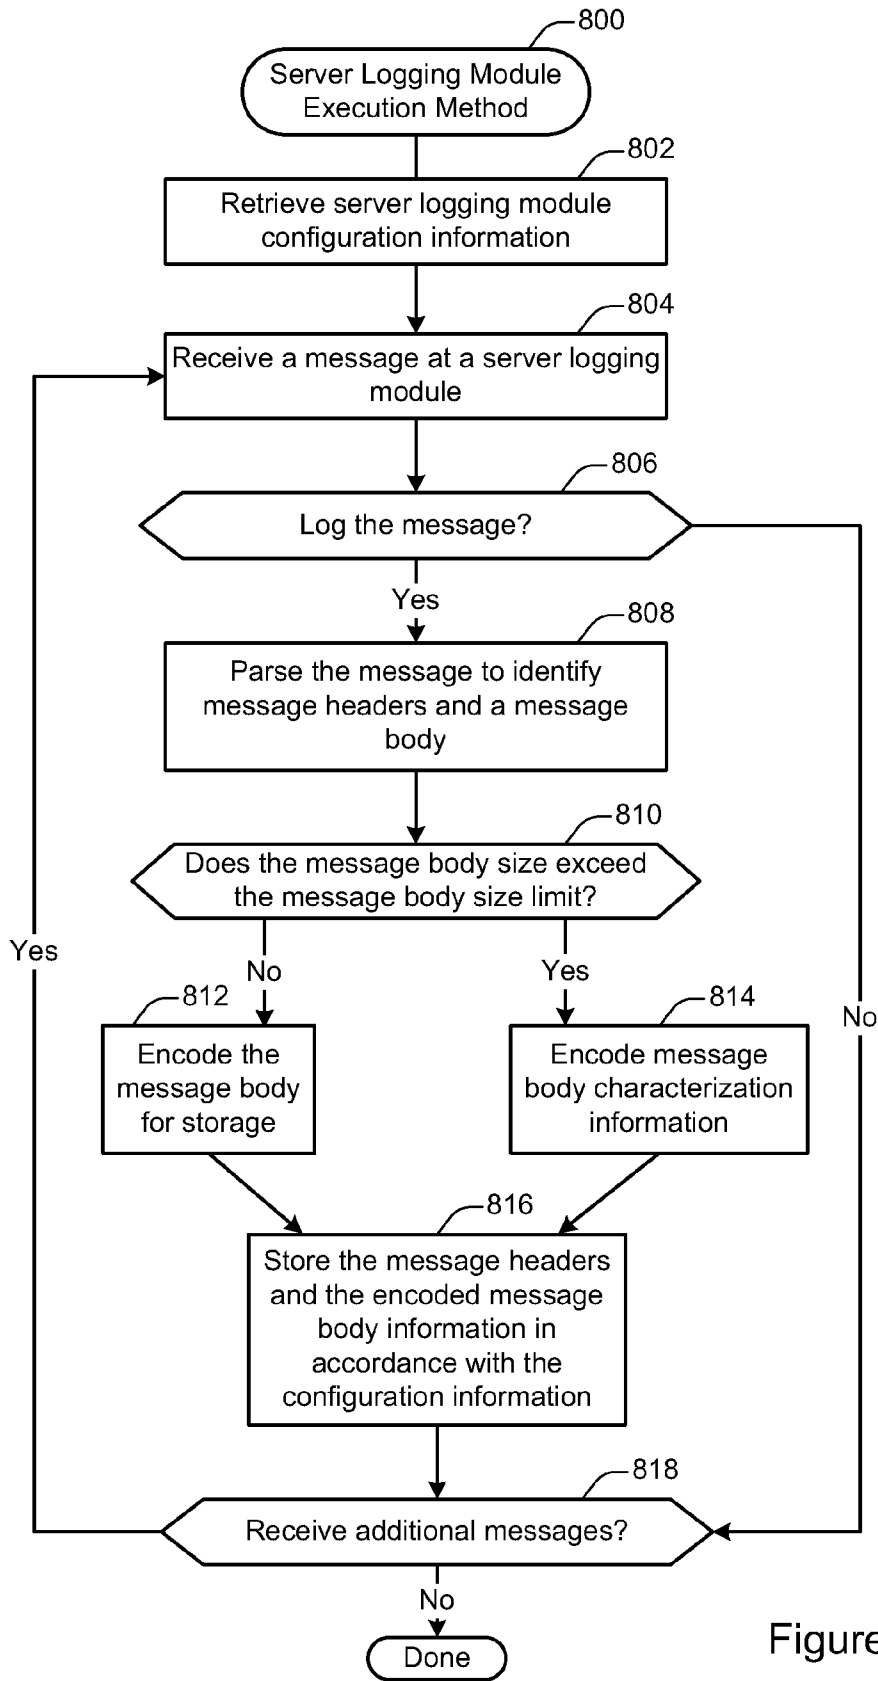 800
Server Logging Module
Execution Method
802
Retrieve server logging module
configuration information
804
Receive a message at a server logging
module
806
Log the message?
Yes
808
Parse the message to identify
message headers and a message
body
810
Does the message body size exceed
the message body size limit?
Yes
No
Yes
812
814
No
Encode the
message body
for storage
Encode message
body characterization
information
816
Store the message headers
and the encoded message
body information in
accordance with the
configuration information
818
Receive additional messages?
No
Done
Figure